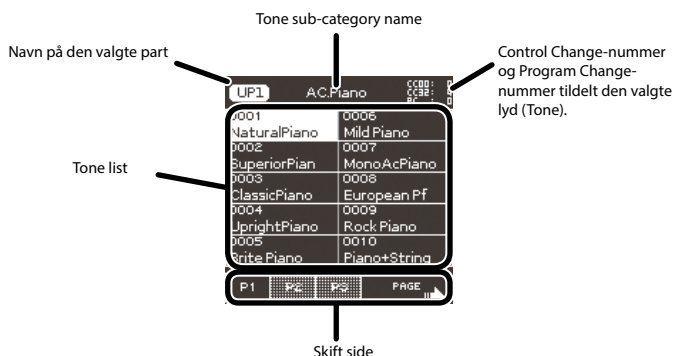 Tone sub-category name
Navn på den valgte part
Control Change-nummer
og Program Change-
nummer tildelt den valgte
lyd (Tone).
UP1 AC.Piano CC00:
CC32:
Tone list
0001 0006
NaturalPiano Mild Piano
0002 0007
SuperiorPian MonoAcPiano
0003 0008
ClassicPiano European Pf
0004 0009
UprightPiano Rock Piano
0005 0010
Brite Piano Piano+String
P1 P2 P3 PAGE
Skift side